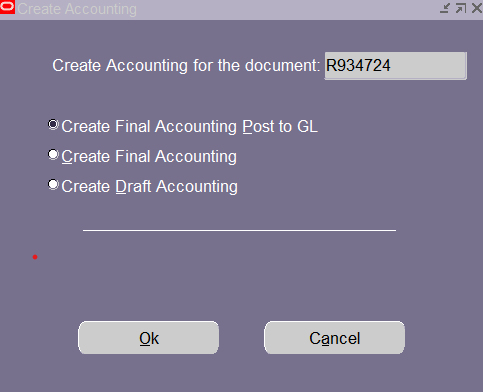 Create Accounting
Create Accounting for the document: R934724
Create Final Accounting Post to GL
Create Final Accounting
Create Draft Accounting
Ok Cancel